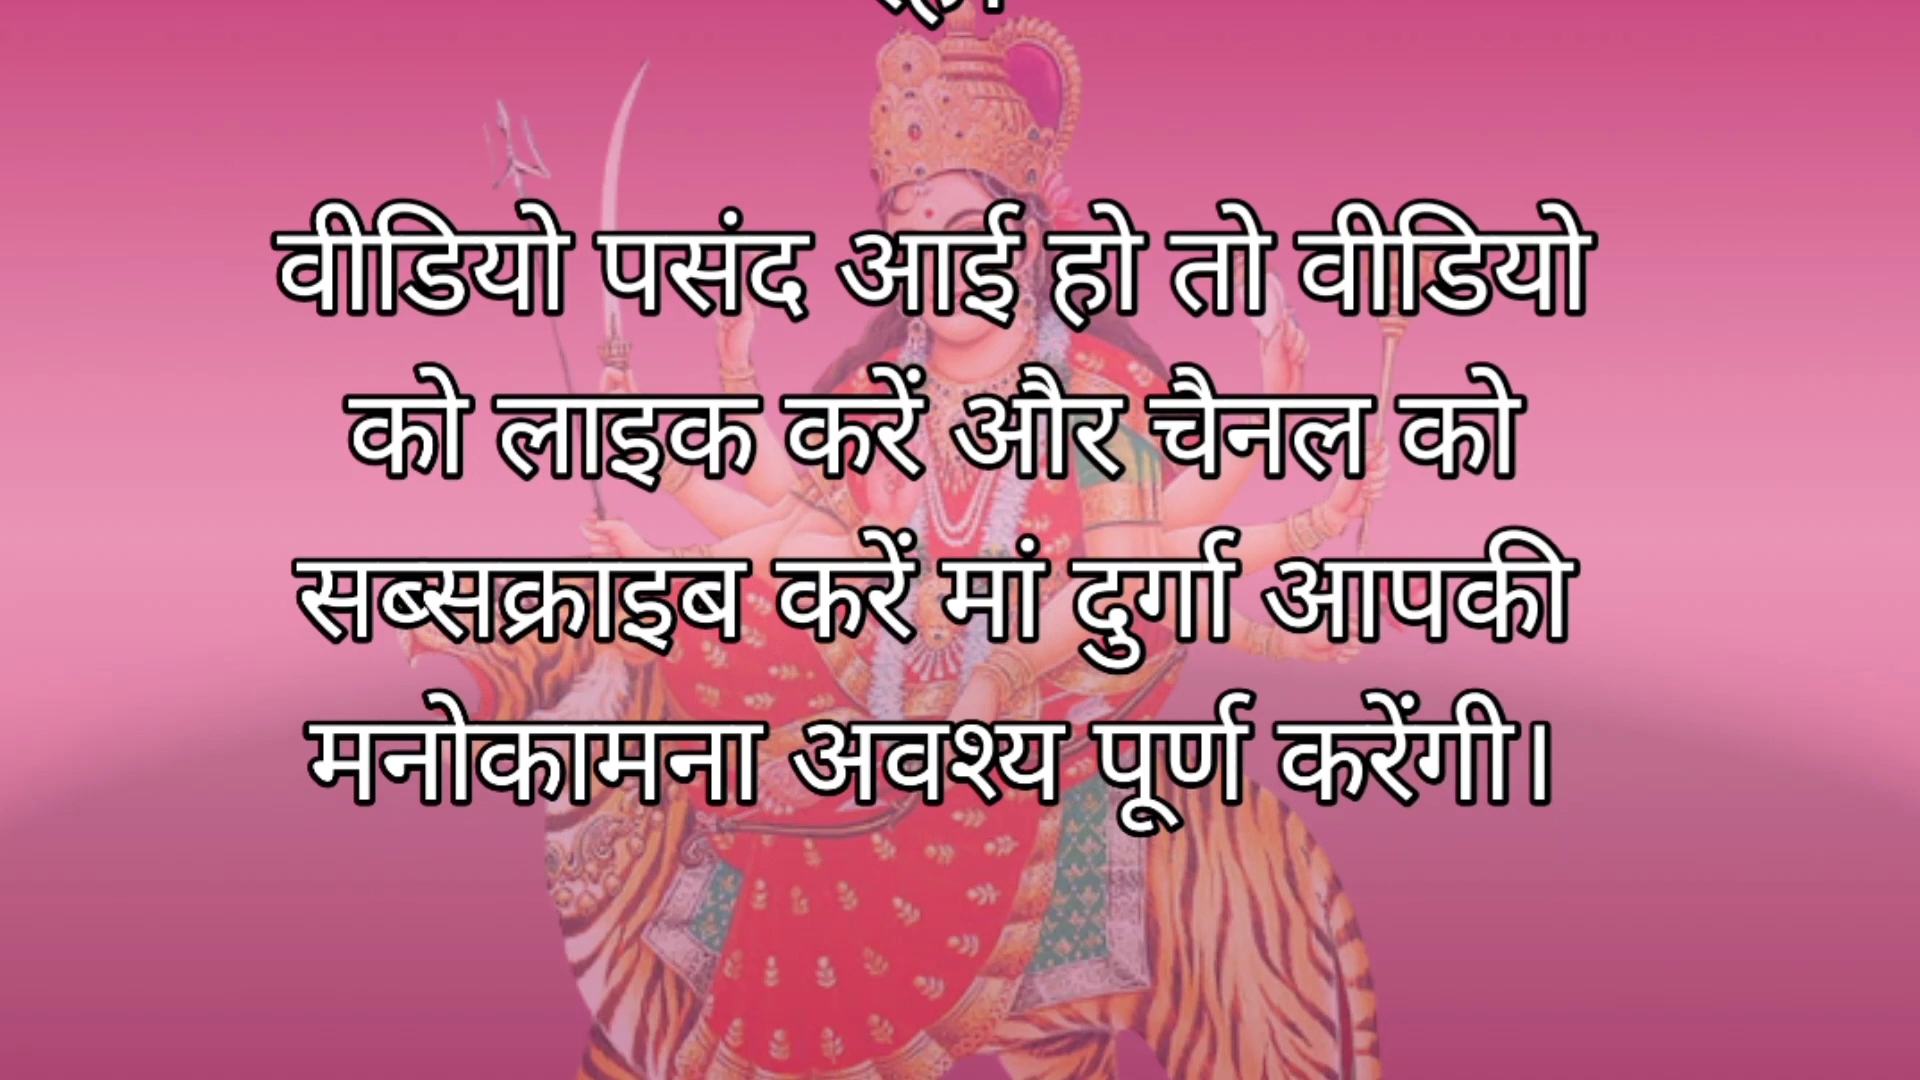 वीडियो पसंद आई हो तो वीडियो
को लाइक करें और चैनल को
सब्सक्राइब करें मां दुर्गा आपकी
मनोकामना अवश्य पूर्ण करेंगी।